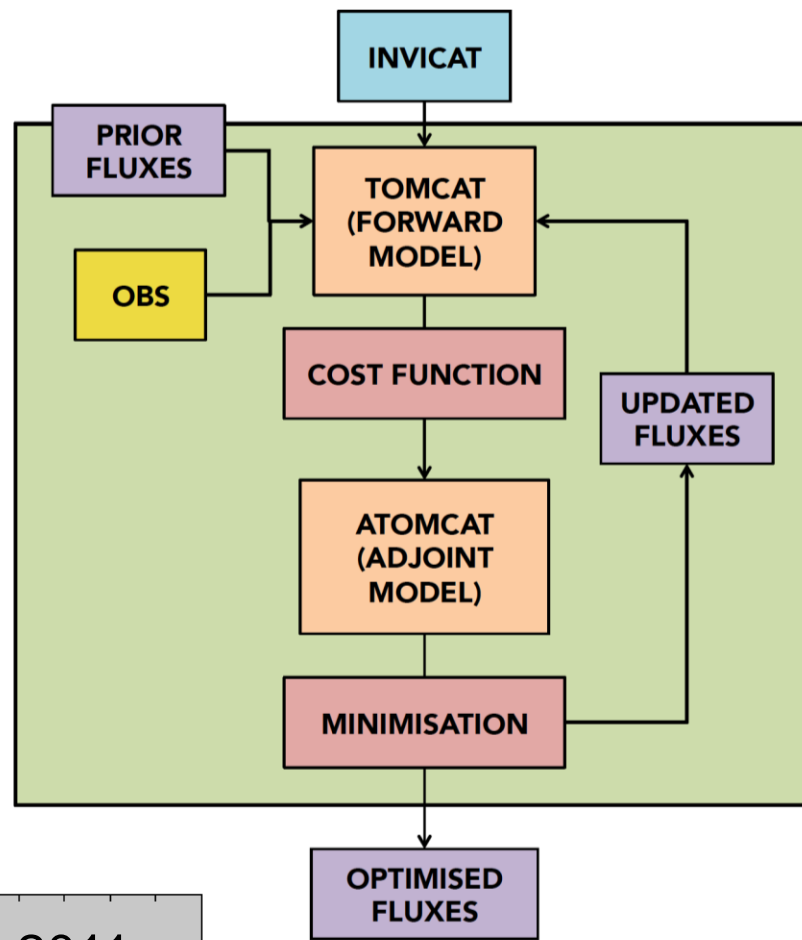 INVICAT
PRIOR
FLUXES
TOMCAT
(FORWARD
MODEL)
OBS
COST FUNCTION
UPDATED
FLUXES
ATOMCAT
(ADJOINT
MODEL)
MINIMISATION
OPTIMISED
FLUXES